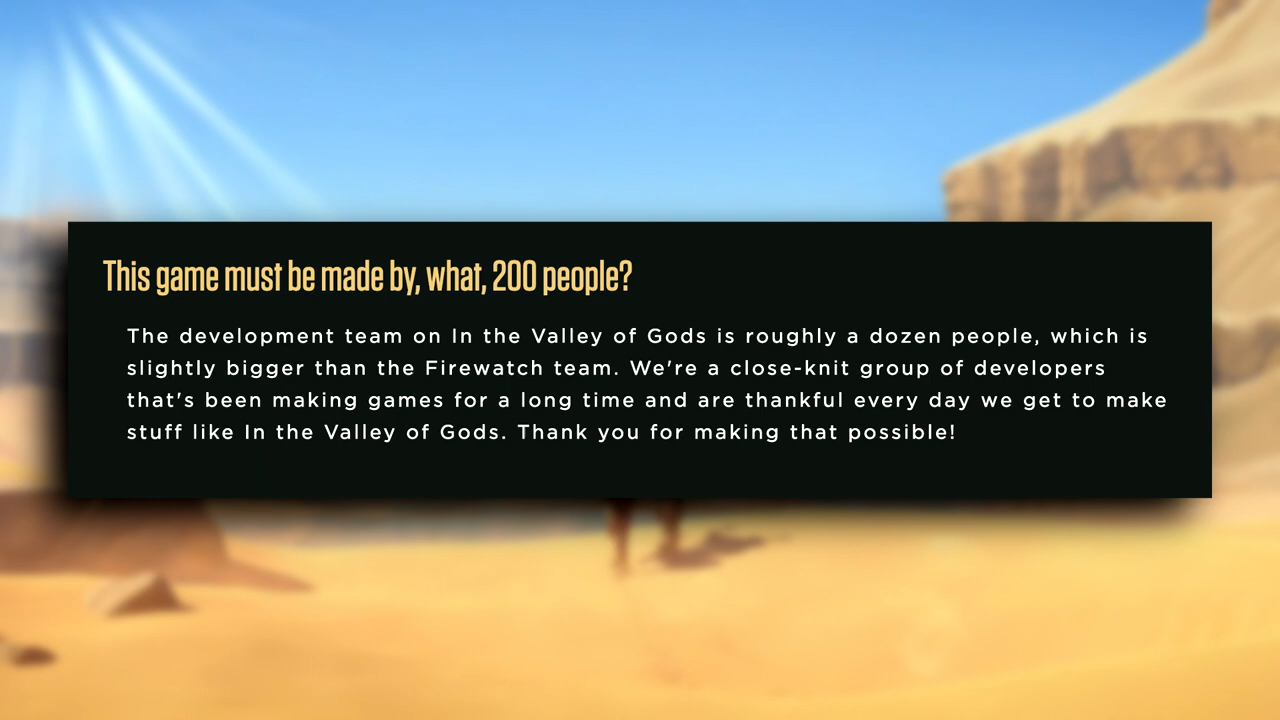 This game must be made by, what, 200 people?
The development team on In the Valley of Gods is roughly a dozen people, which is
slightly bigger than the Firewatch team. We're a close-knit group of developers
that's been making games for a long time and are thankful every day we get to make
stuff like In the Valley of Gods. Thank you for making that possible!